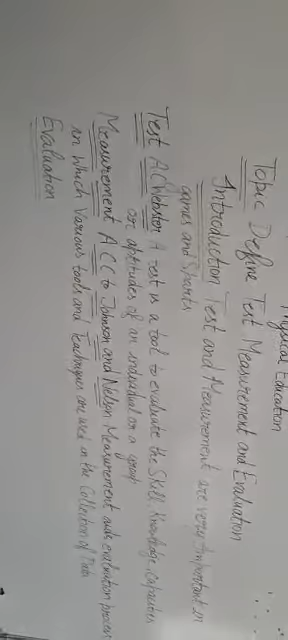 Physical Education
Topic Define Test Measurement and Evaluation
Introduction Test and Measurement are very important in
games and Sports
Test A.C Webster A test is a tool to evaluate the Skill Knowledge, capacities
or aptitudes of an individual or a group.
Measurement A C C to Johnson and Nelson Measurement evaluation process
in which various tools and Techniques are used in the Collection of
Evaluation